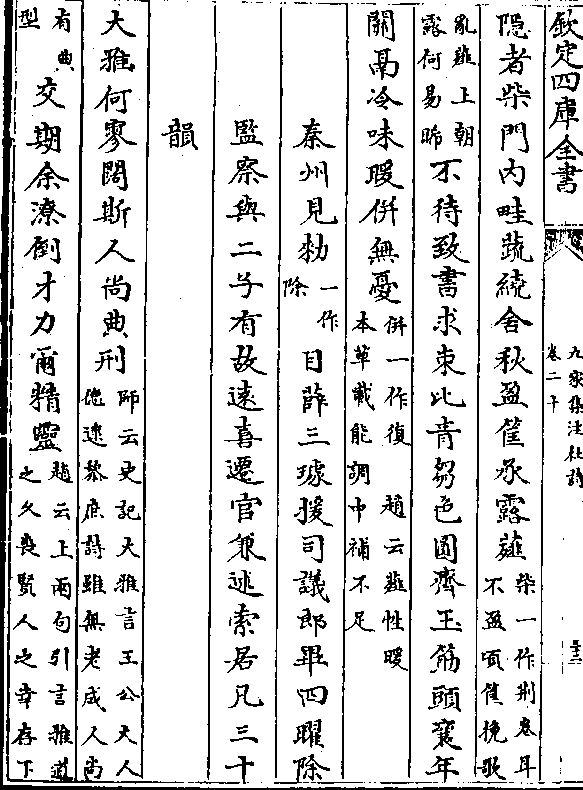 欽定四庫全書
九家集注杜詩
卷二十
隠者柴門内畦蔬繞舍秋盈筐承露薤
柴一作荆卷耳
不盈頃筐挽歌
亂薤上朝
露何易晞
不待致書求束比青芻色圓齊玉筯頭衰年
關鬲冷味暖併無憂
併一作復 趙云薤性暖
本草載能調中補不足
秦州見勅
一作
除
目薛三璩授司議郎畢四曜除
監察與二子有故遠喜遷官兼述索居凡三十
韻
大雅何寥闊斯人尚典刑
師云史記大雅言王公大人
德逮黎庶詩雖無老成人尚
有典
型
交期余潦倒才力爾精靈
趙云上兩句引言雅道
之久喪賢人之幸存下